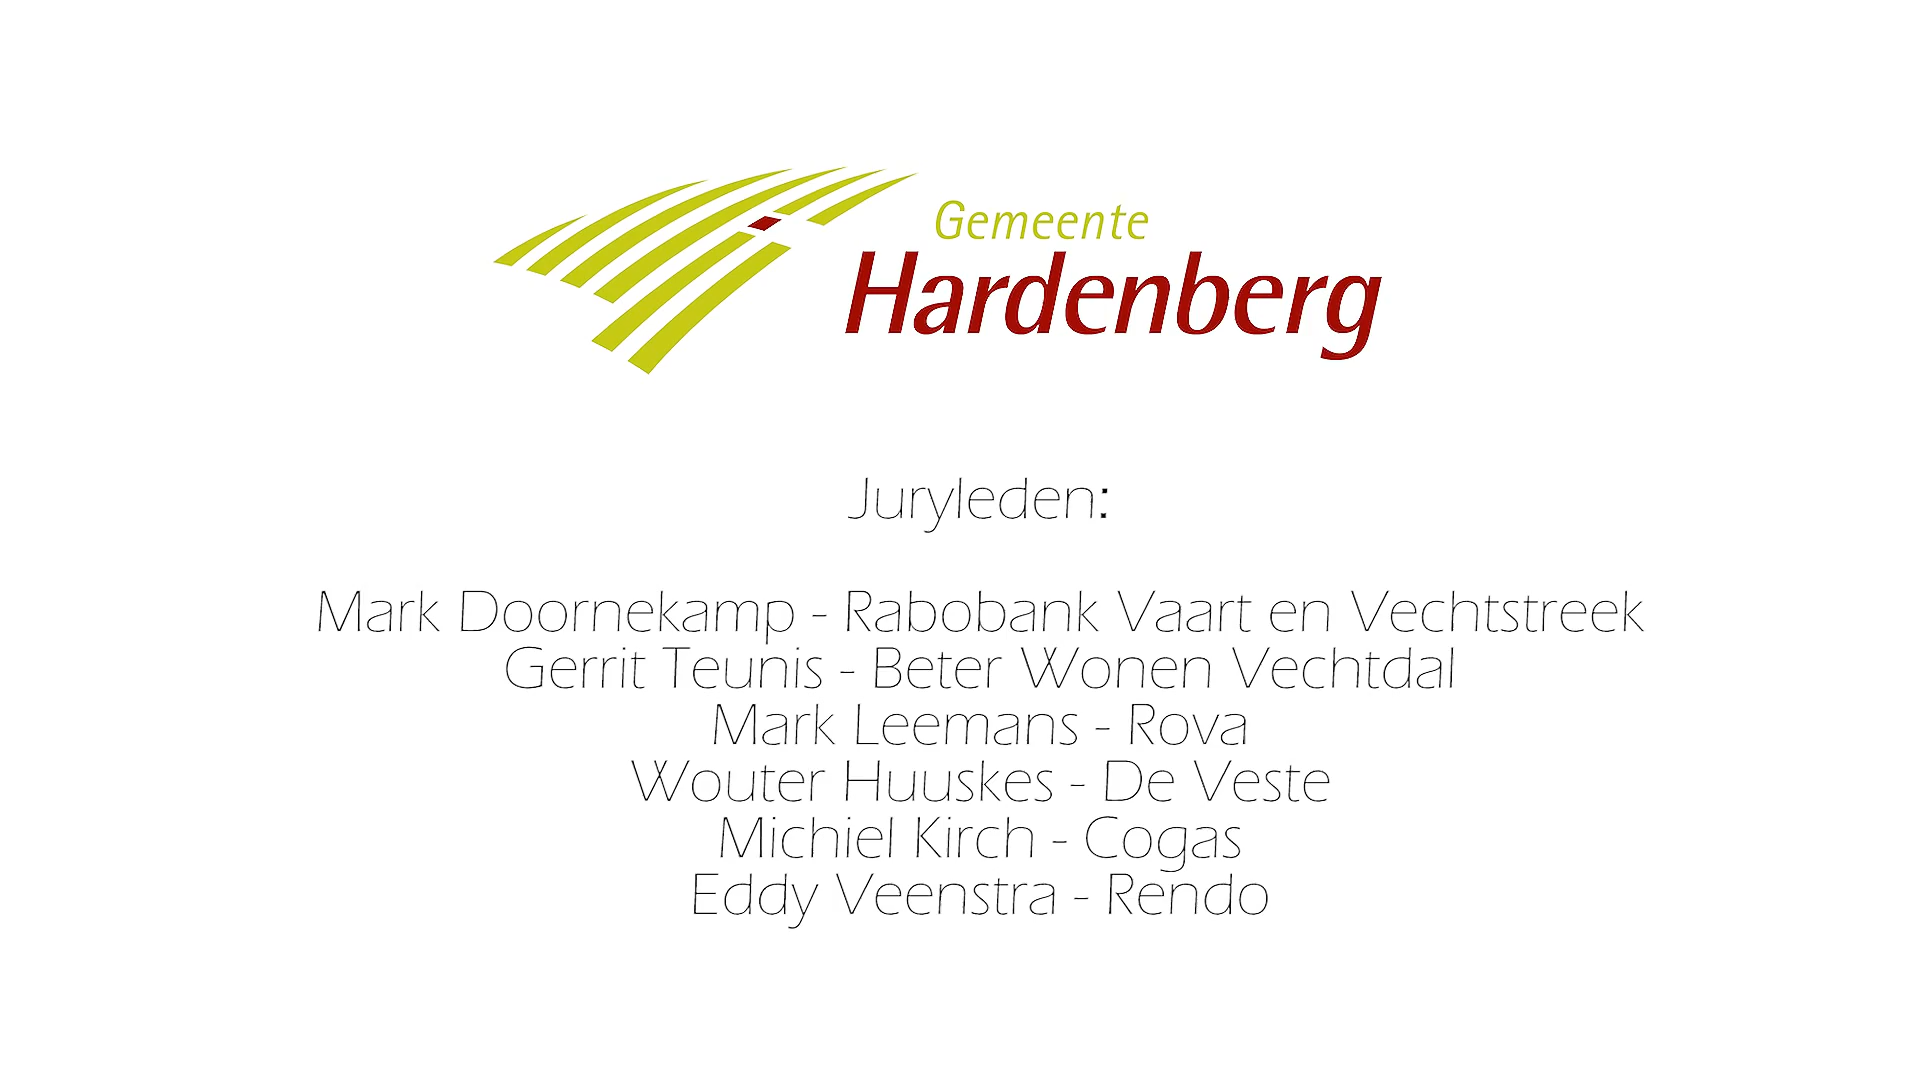 Gemeente
Hardenberg
Juryleden:
Mark Doornekamp - Rabobank Vaart en Vechtstreek
Gerrit Teunis - Beter Wonen Vechtdal
Mark Leemans - Rova
Wouter Huuskes - De Veste
Michiel Kirch - Cogas
Eddy Veenstra - Rendo